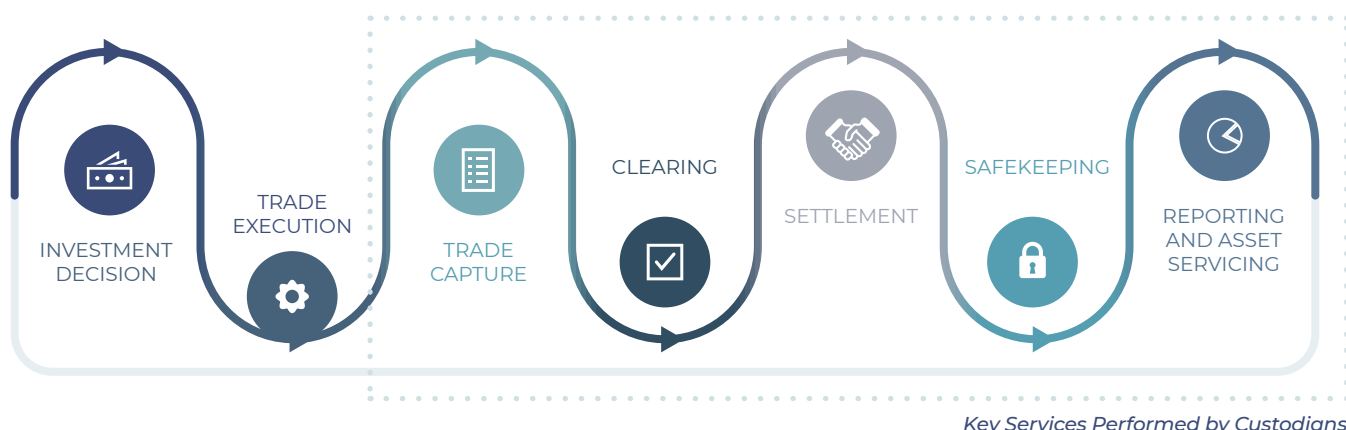 INVESTMENT
DECISION
TRADE
EXECUTION
TRADE
CAPTURE
CLEARING
SETTLEMENT
SAFEKEEPING
REPORTING
AND ASSET
SERVICING
Key Services Performed by Custodians